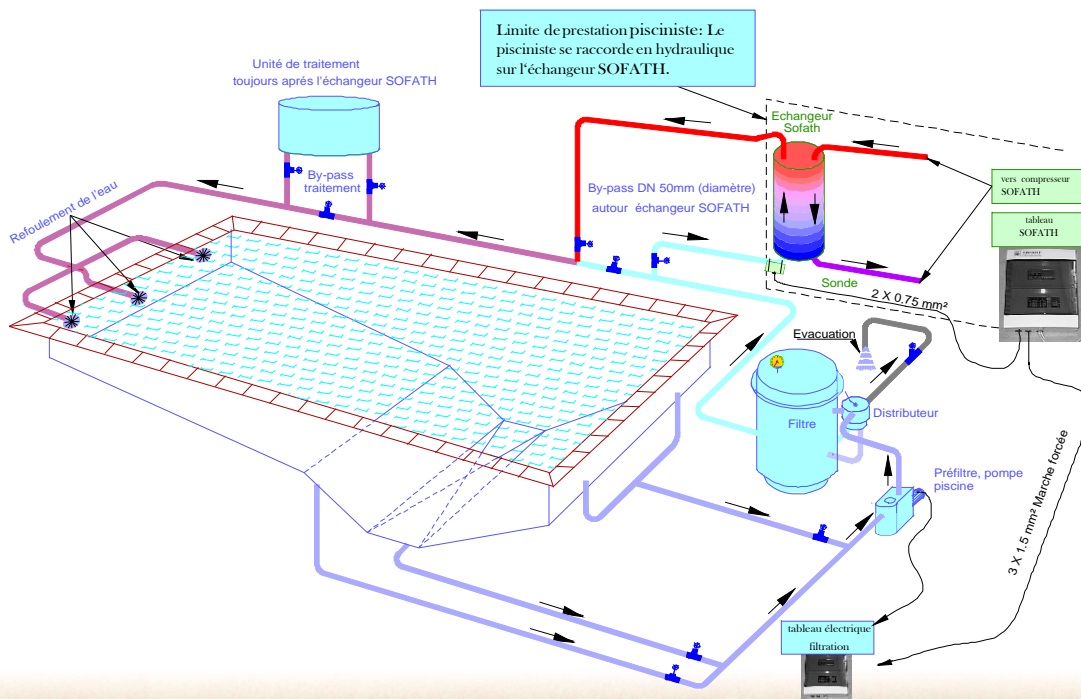 Limite de prestation pisciniste: Le
pisciniste se raccorde en hydraulique
sur l'échangeur SOFATH.
Unité de traitement
toujours aprés l'échangeur SOFATH
Echangeur
Sofath
By-pass
traitement
By-pass DN 50mm (diamètre)
autour échangeur SOFATH
vers compresseur
SOFATH
Refoulement de l'eau
tableau
SOFATH
Sonde
2 X 0.75 mm²
Evacuation
Filtre
Distributeur
Préfiltre, pompe
piscine
3 X 1.5 mm² Marche forcée
tableau électrique
filtration